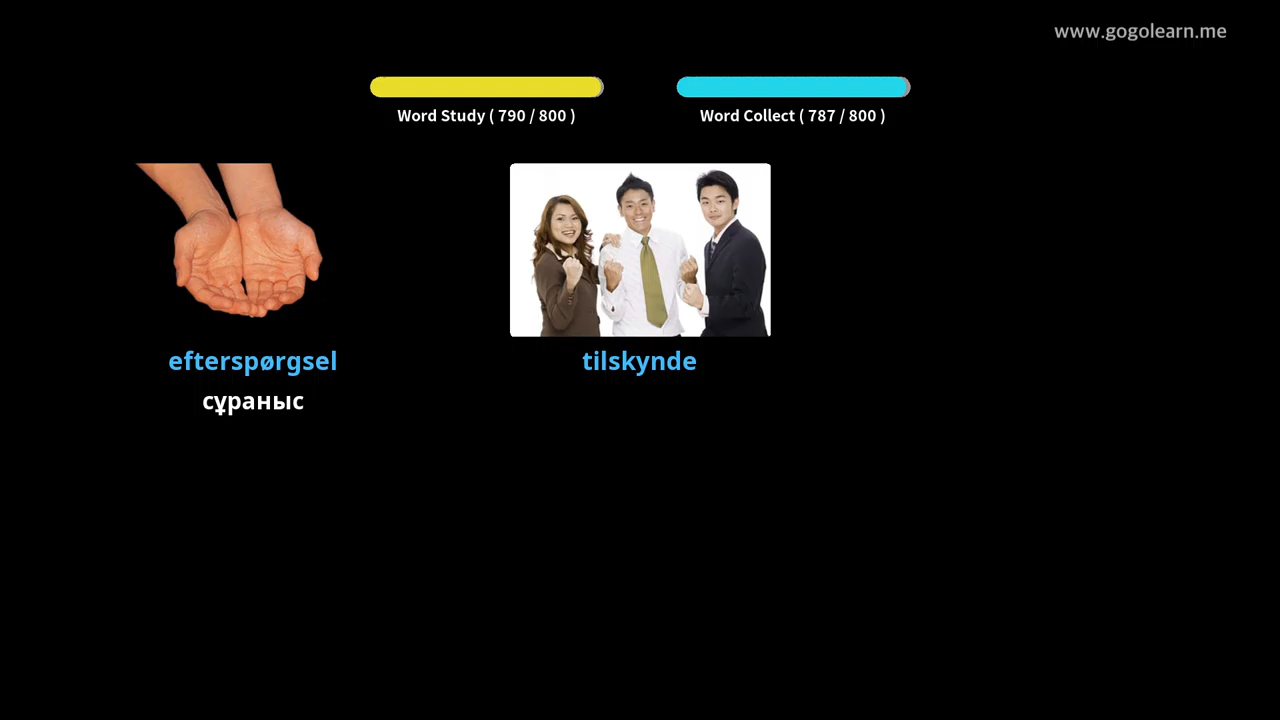 www.gogolearn.me
Word Study ( 790 / 800 )
Word Collect ( 787 / 800 )
efterspørgsel
tilskynde
сұраныс